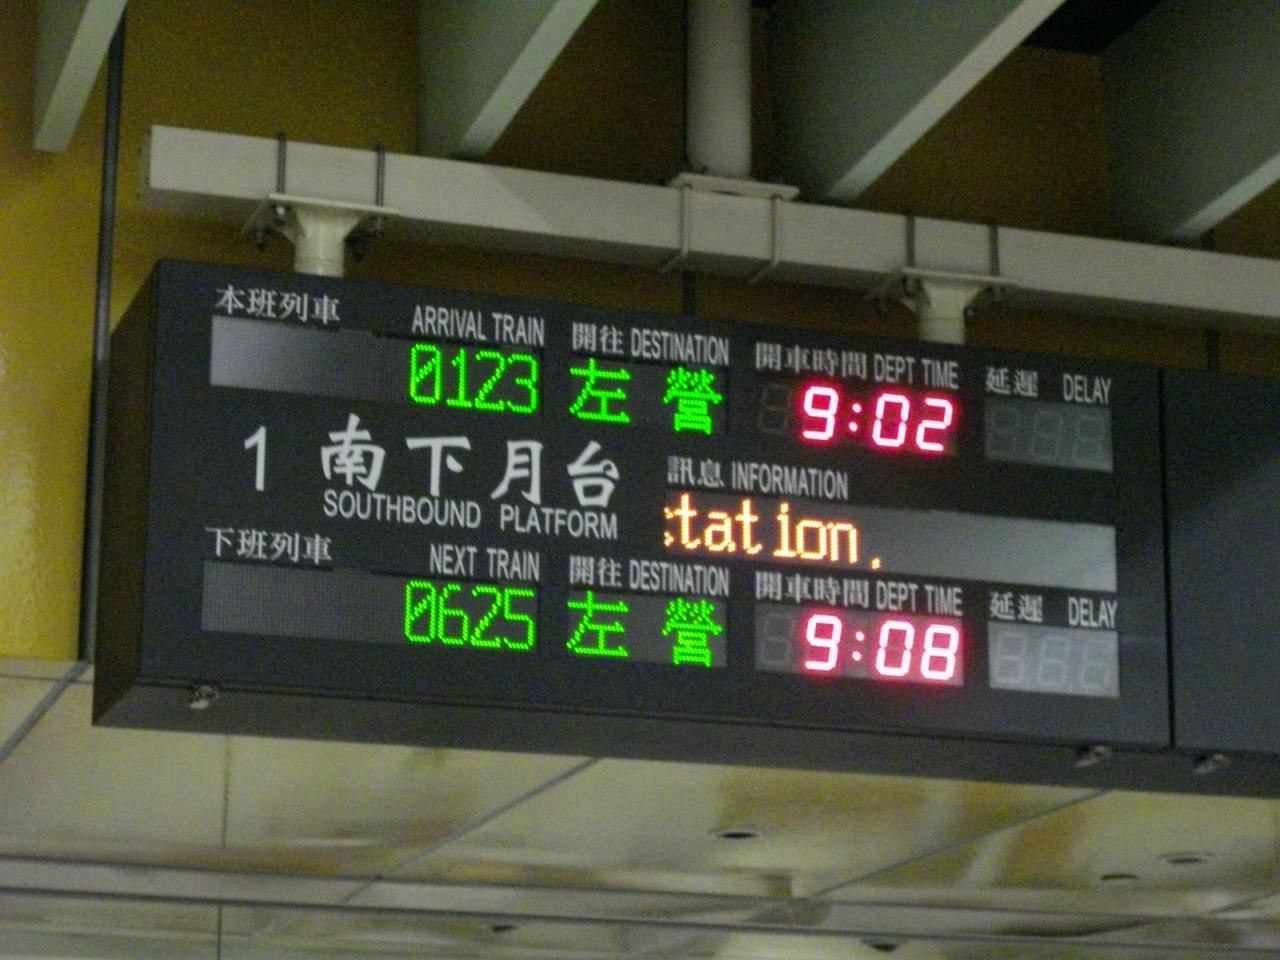 本班列車 ARRIVAL TRAIN 開往 DESTINATION 開車時間 DEPT TIME 延遲 DELAY
0123 左營 9:02
1 南下月台
SOUTHBOUND PLATFORM
訊息 INFORMATION
station.
下班列車 NEXT TRAIN 開往 DESTINATION 開車時間 DEPT TIME 延遲 DELAY
0625 左營 9:08